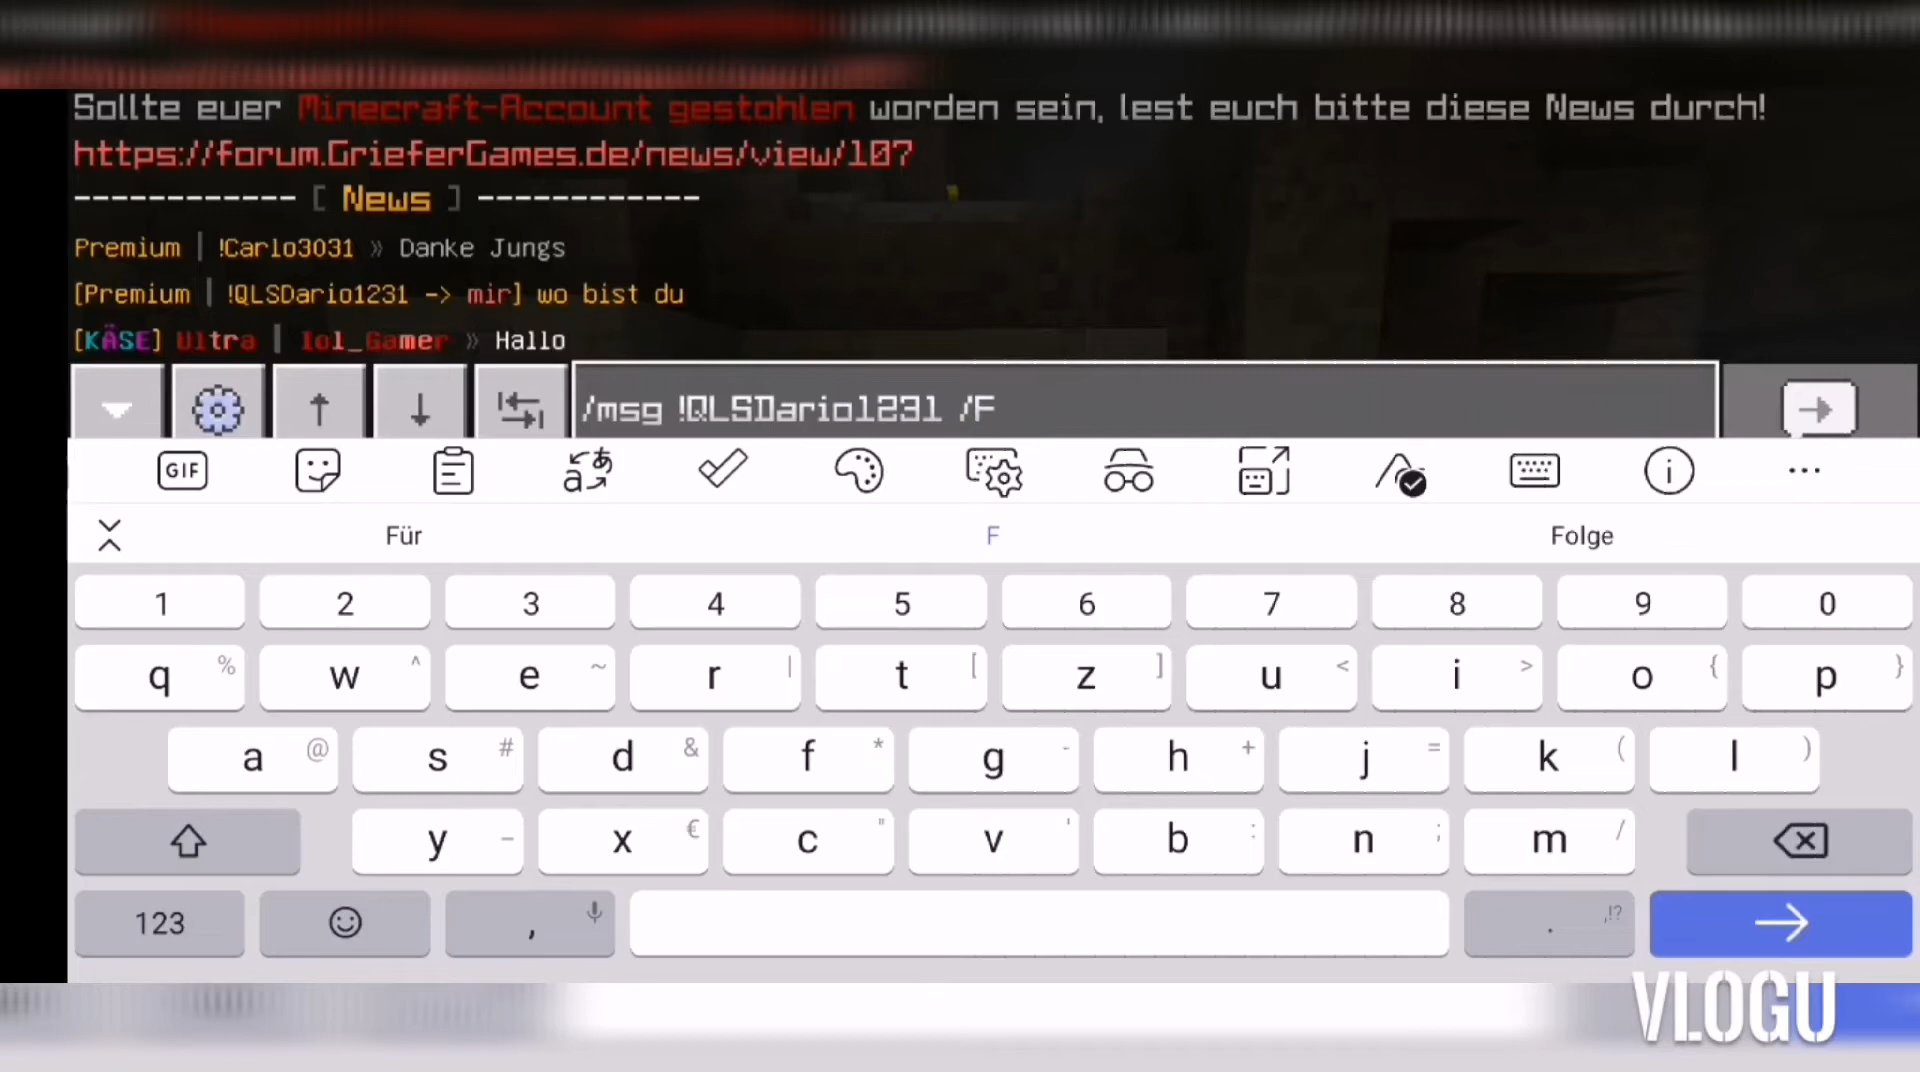 Sollte euer Minecraft-Account gestohlen worden sein, lest euch bitte diese News durch!
https://forum.GrieferGames.de/news/view/107
------------ [ News ] ------------
Premium | !Carlo3031 » Danke Jungs
[Premium | !QLSDario1231 -> mir] wo bist du
[KÄSE] Ultra | Iol_Gamer » Hallo
/msg !QLSDario1231 /F
GIF
Für F Folge
1 2 3 4 5 6 7 8 9 0
q % w ^ e ~ r | t [ z ] u < i > o { p }
a @ s # d & f * g - h + j = k ( l )
y _ x € c " v ' b : n ; m /
123 , . ,!?
VLOGU